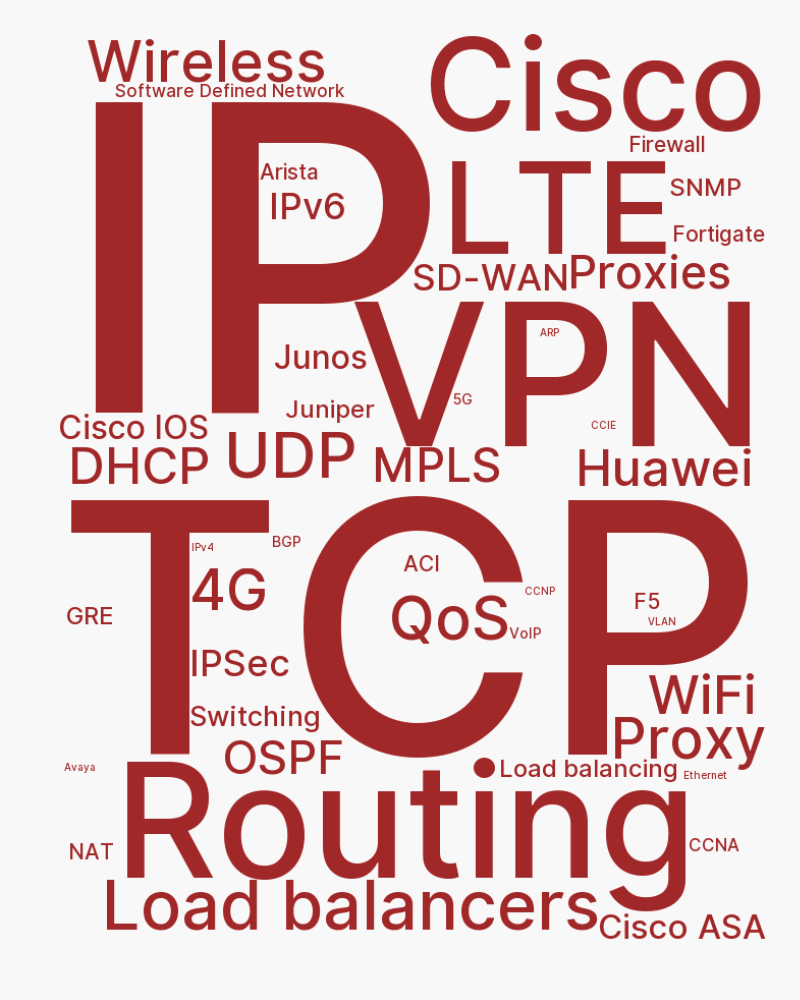 Wireless
Cisco
Software Defined Network
IP
Firewall
Arista
LTE
SNMP
IPv6
Fortigate
SD-WAN
Proxies
VPN
ARP
Junos
5G
Juniper
CCIE
Cisco IOS
UDP
DHCP
MPLS
Huawei
TCP
IPv4
BGP
ACI
4G
CCNP
F5
GRE
QoS
VoIP
VLAN
IPSec
WiFi
Switching
Proxy
OSPF
Avaya
Load balancing
Ethernet
Routing
NAT
CCNA
Load balancers
Cisco ASA